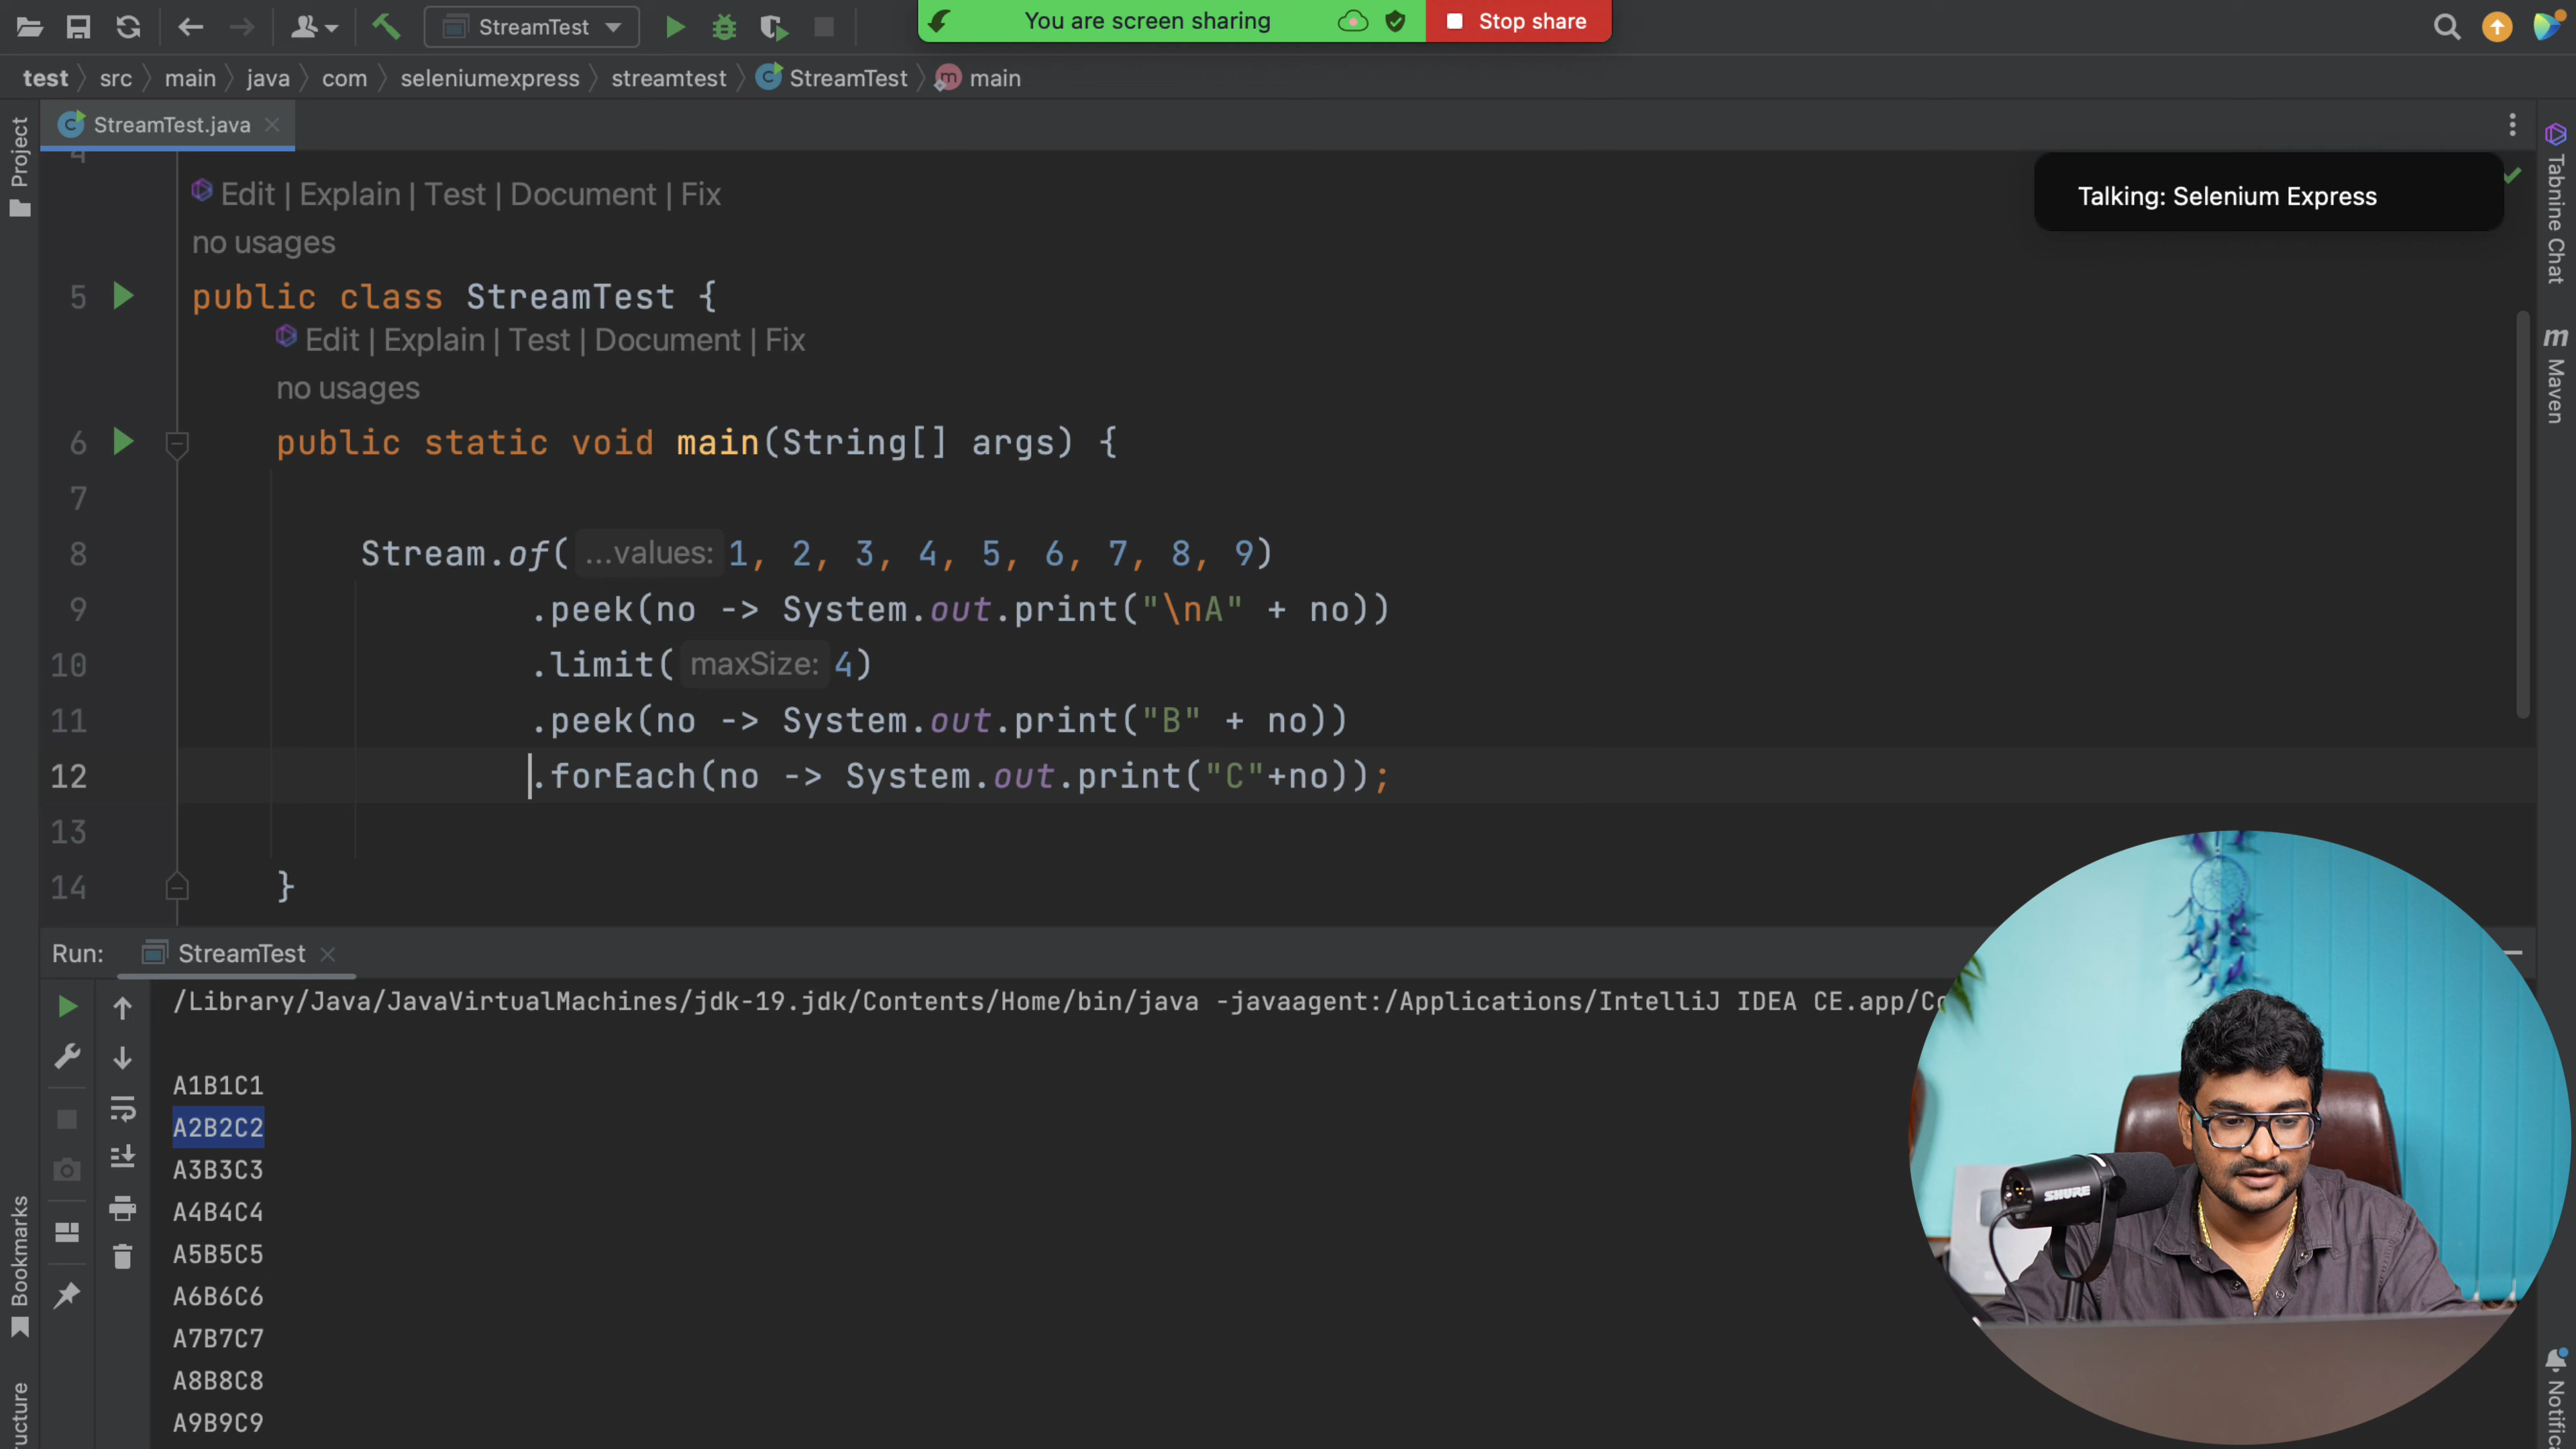 StreamTest
You are screen sharing
Stop share
test
src
main
java
com
seleniumexpress
streamtest
StreamTest
main
Project
StreamTest.java
Tabnine Chat
Maven
Talking: Selenium Express
4
Edit | Explain | Test | Document | Fix
no usages
5 public class StreamTest {
Edit | Explain | Test | Document | Fix
no usages
6 public static void main(String[] args) {
7
8 Stream.of( ...values: 1, 2, 3, 4, 5, 6, 7, 8, 9)
9 .peek(no -> System.out.print("\nA" + no))
10 .limit( maxSize: 4)
11 .peek(no -> System.out.print("B" + no))
12 .forEach(no -> System.out.print("C"+no));
13
14 }
Run: StreamTest
/Library/Java/JavaVirtualMachines/jdk-19.jdk/Contents/Home/bin/java -javaagent:/Applications/IntelliJ IDEA CE.app/Co
A1B1C1
A2B2C2
A3B3C3
A4B4C4
A5B5C5
A6B6C6
A7B7C7
A8B8C8
A9B9C9
Bookmarks
ucture
SHURE
Notific